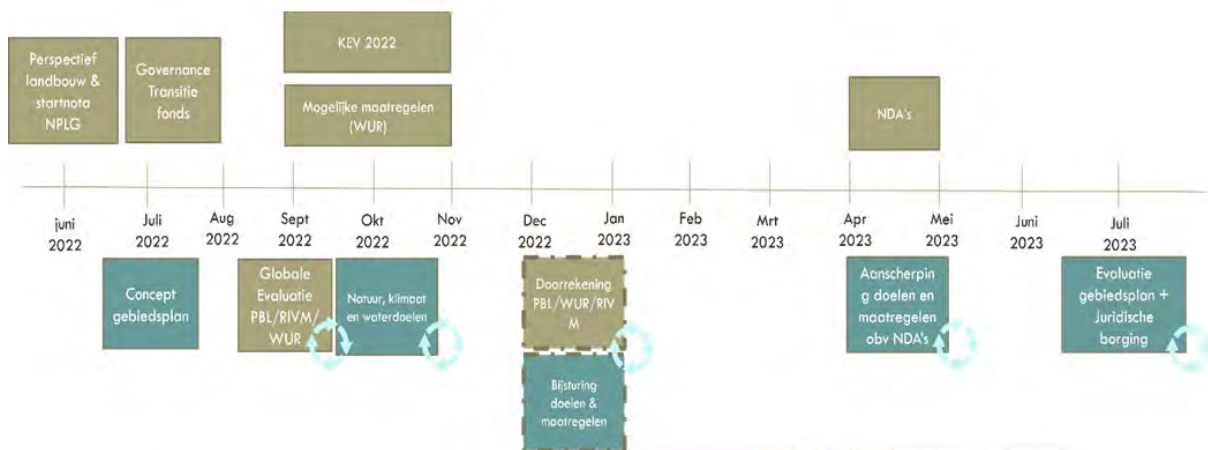 KEV 2022
Perspectief
landbouw &
startnota
NPLG
Governance
Transitie
fonds
Mogelijke maatregelen
(WUR)
NDA's
juni
2022
Juli
2022
Aug
2022
Sept
2022
Okt
2022
Nov
2022
Dec
2022
Jan
2023
Feb
2023
Mrt
2023
Apr
2023
Mei
2023
Juni
2023
Juli
2023
Concept
gebiedsplan
Globale
Evaluatie
PBL/RIVM/
WUR
Natuur, klimaat
en waterdoelen
Doorrekening
PBL/WUR/RIV
M
Bijsturing
doelen &
maatregelen
Aanscherpin
g doelen en
maatregelen
obv NDA's
Evaluatie
gebiedsplan +
Juridische
borging